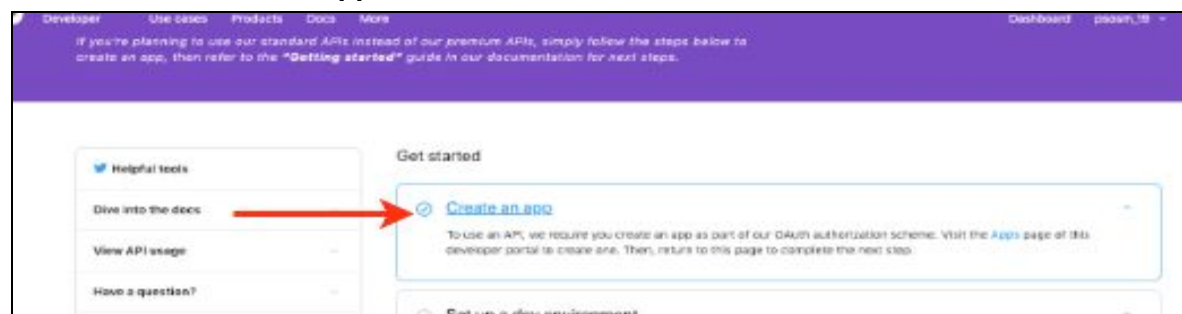 Developer Use cases Products Docs More Dashboard
If you're planning to use our standard APIs instead of our premium APIs, simply follow the steps below to
create an app, then refer to the "Getting started" guide in our documentation for next steps.
Helpful tools
Dive into the docs
View API usage
Have a question?
Get started
Create an app
To use an API, we require you create an app as part of our OAuth authorization scheme. Visit the Apps page of this
developer portal to create one. Then, return to this page to complete the next step.
Set up a dev environment